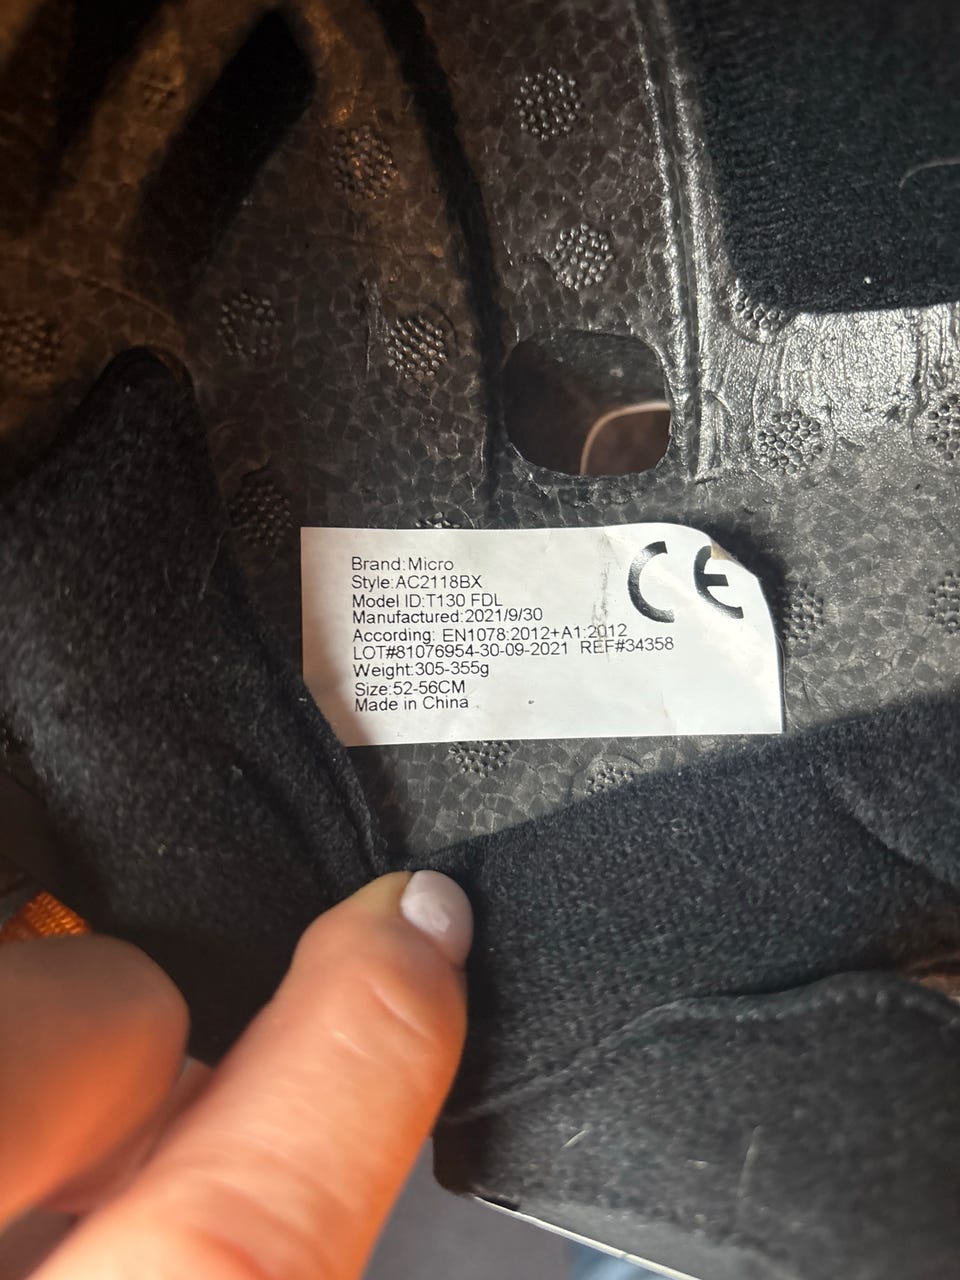 Brand:Micro
Style:AC2118BX
Model ID:T130 FDL
Manufactured:2021/9/30
According: EN1078:2012+A1:2012
LOT#81076954-30-09-2021 REF#34358
Weight:305-355g
Size:52-56CM
Made in China
CE